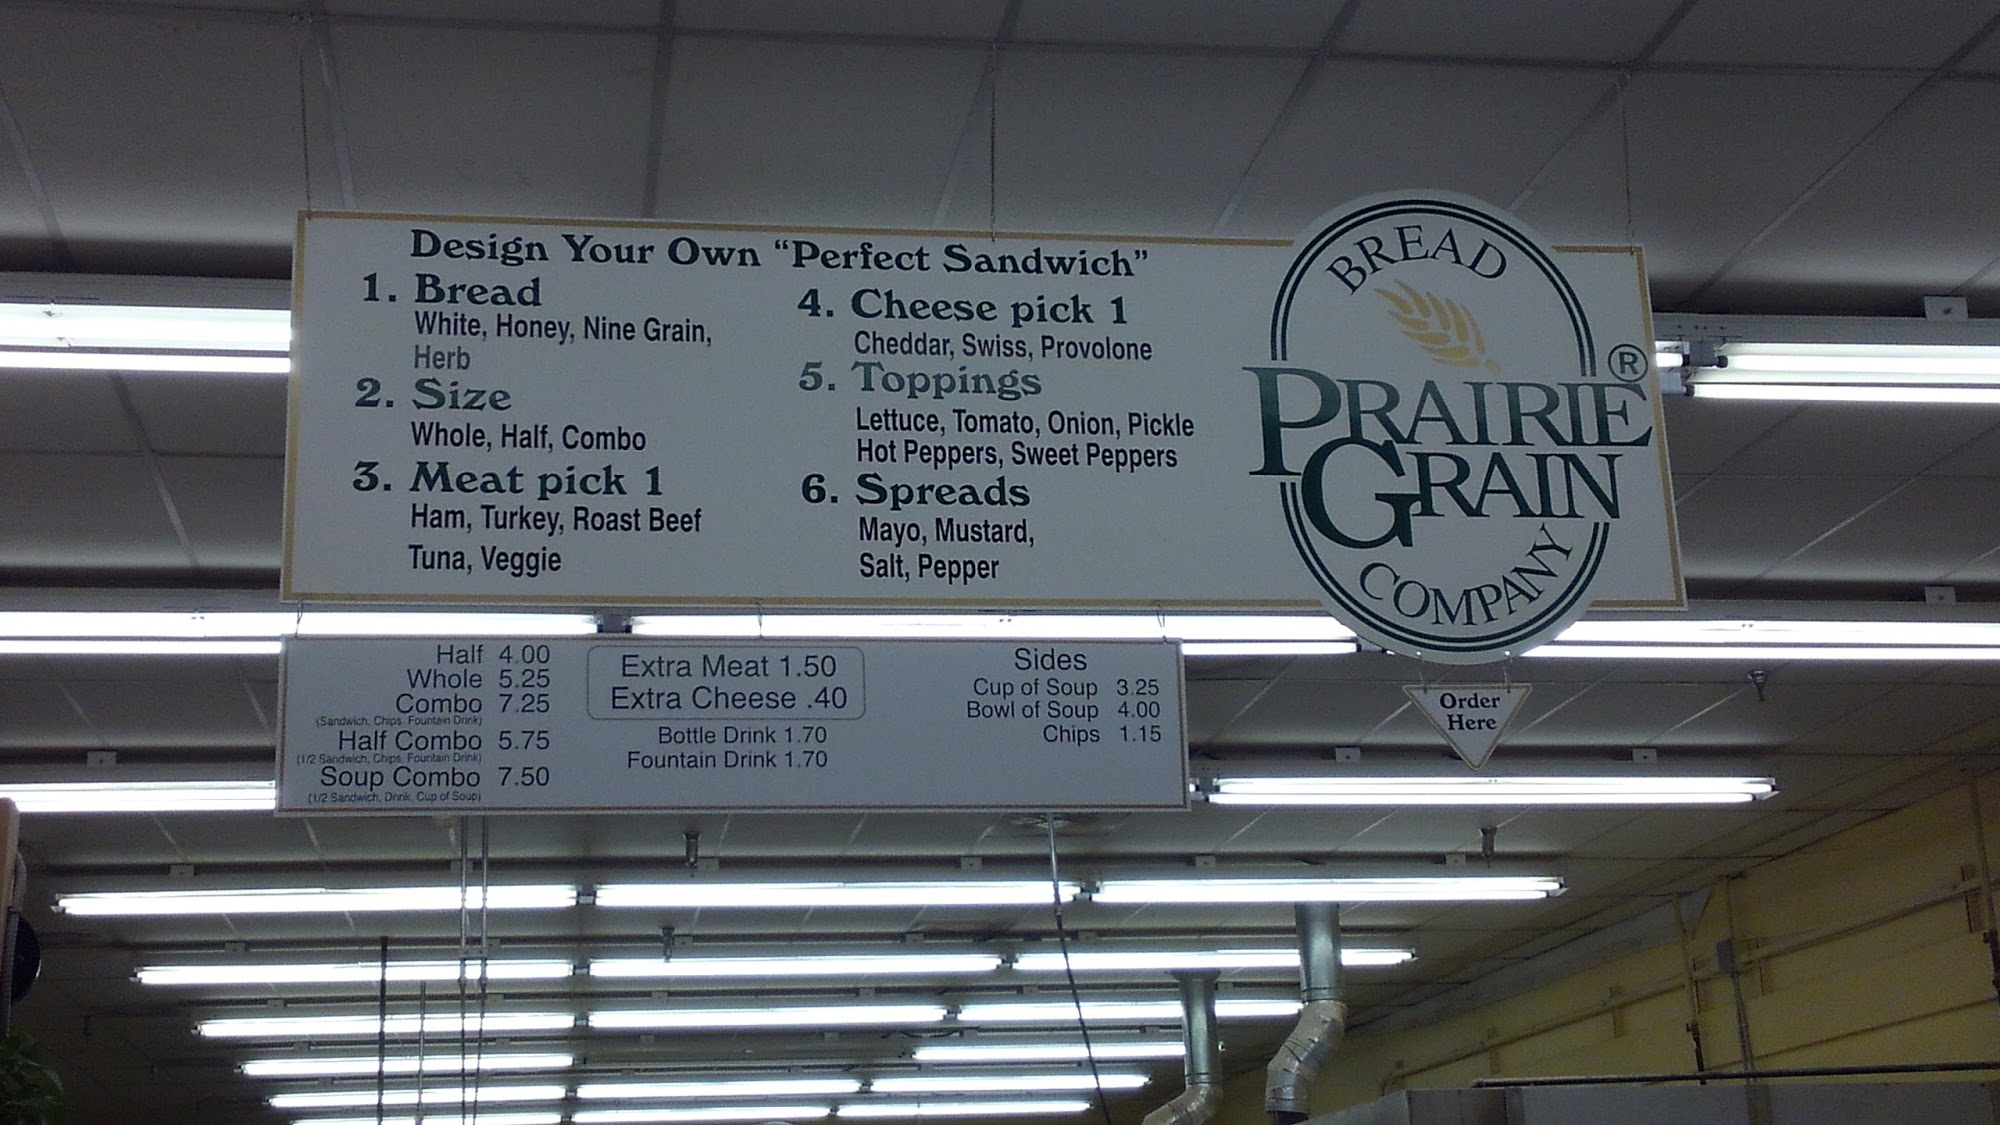 Design Your Own “Perfect Sandwich”
1. Bread
White, Honey, Nine Grain,
Herb
2. Size
Whole, Half, Combo
3. Meat pick 1
Ham, Turkey, Roast Beef
Tuna, Veggie
4. Cheese pick 1
Cheddar, Swiss, Provolone
5. Toppings
Lettuce, Tomato, Onion, Pickle
Hot Peppers, Sweet Peppers
6. Spreads
Mayo, Mustard,
Salt, Pepper
BREAD
PRAIRIE ®
GRAIN
COMPANY
Order
Here
Half 4.00
Whole 5.25
Combo 7.25
(Sandwich, Chips, Fountain Drink)
Half Combo 5.75
(1/2 Sandwich, Chips, Fountain Drink)
Soup Combo 7.50
(1/2 Sandwich, Drink, Cup of Soup)
Extra Meat 1.50
Extra Cheese .40
Bottle Drink 1.70
Fountain Drink 1.70
Sides
Cup of Soup 3.25
Bowl of Soup 4.00
Chips 1.15